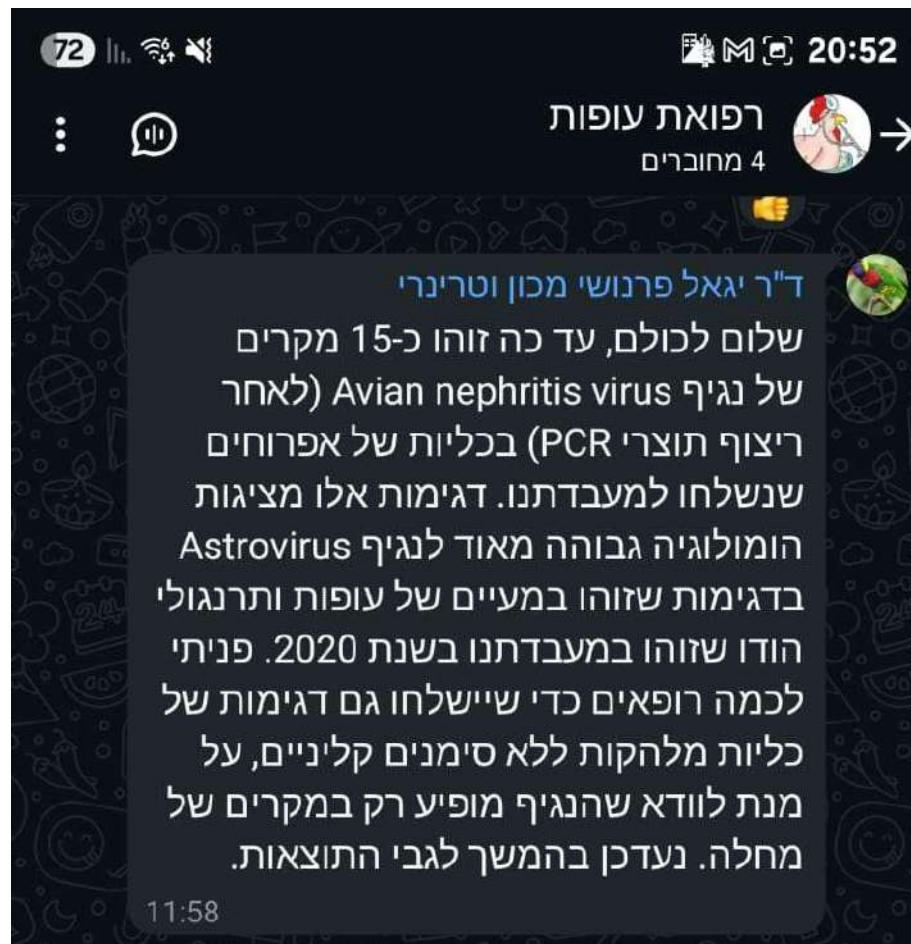 72
20:52
רפואת עופות
4 מחוברים
ד"ר יגאל פרנושי מכון וטרינרי
שלום לכולם, עד כה זוהו כ-15 מקרים
של נגיף Avian nephritis virus (לאחר
ריצוף תוצרי PCR) בכליות של אפרוחים
שנשלחו למעבדתנו. דגימות אלו מציגות
הומולוגיה גבוהה מאוד לנגיף Astrovirus
בדגימות שזוהו במעיים של עופות ותרנגולי
הודו שזוהו במעבדתנו בשנת 2020. פניתי
לכמה רופאים כדי שיישלחו גם דגימות של
כליות מלהקות ללא סימנים קליניים, על
מנת לוודא שהנגיף מופיע רק במקרים של
מחלה. נעדכן בהמשך לגבי התוצאות.
11:58